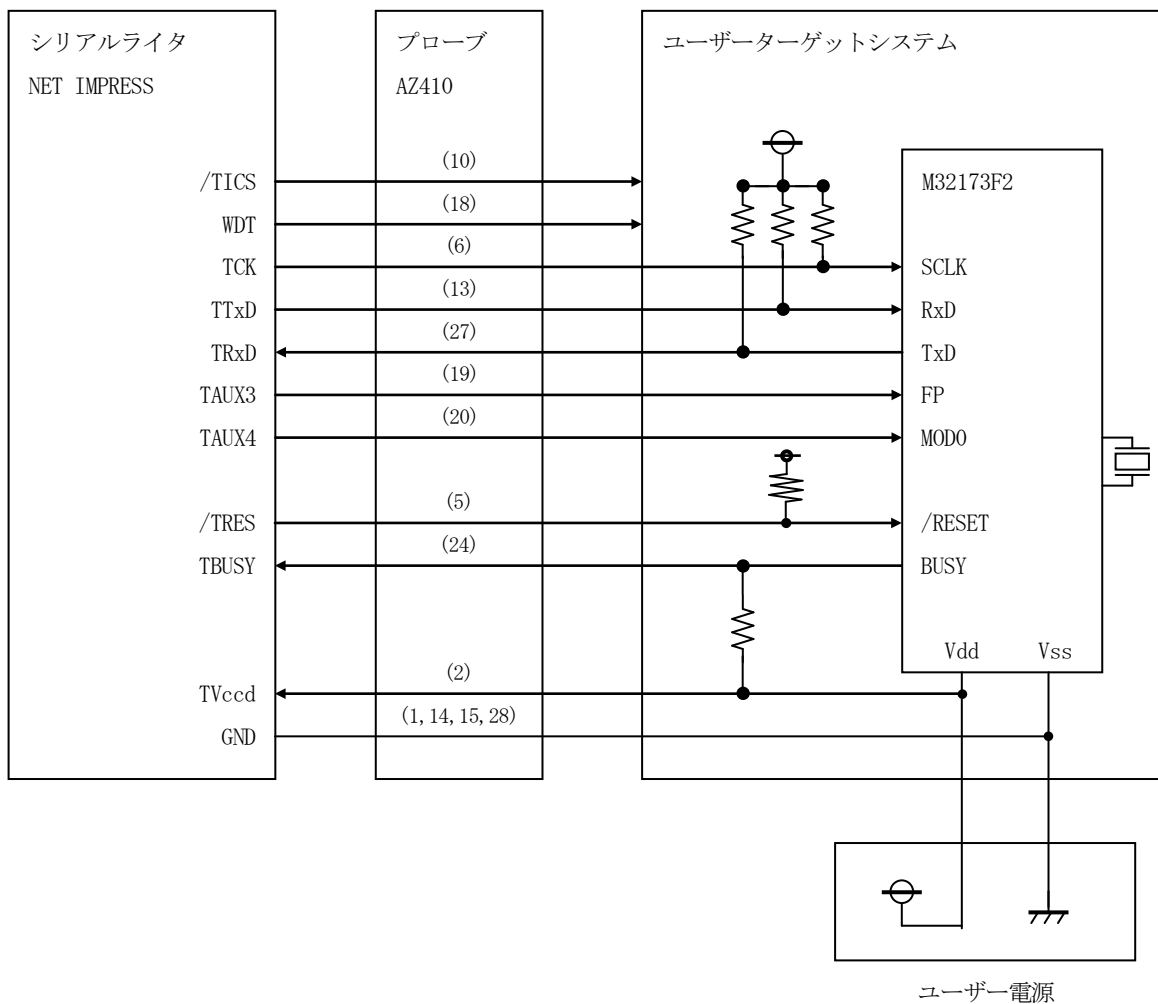 シリアルライタ
NET IMPRESS
プローブ
AZ410
ユーザーターゲットシステム
M32173F2
/TICS
(10)
WDT
(18)
TCK
(6)
SCLK
TTxD
(13)
RxD
TRxD
(27)
TxD
TAUX3
(19)
FP
TAUX4
(20)
MOD0
/TRES
(5)
/RESET
TBUSY
(24)
BUSY
Vdd
Vss
TVccd
(2)
GND
(1,14,15,28)
ユーザー電源